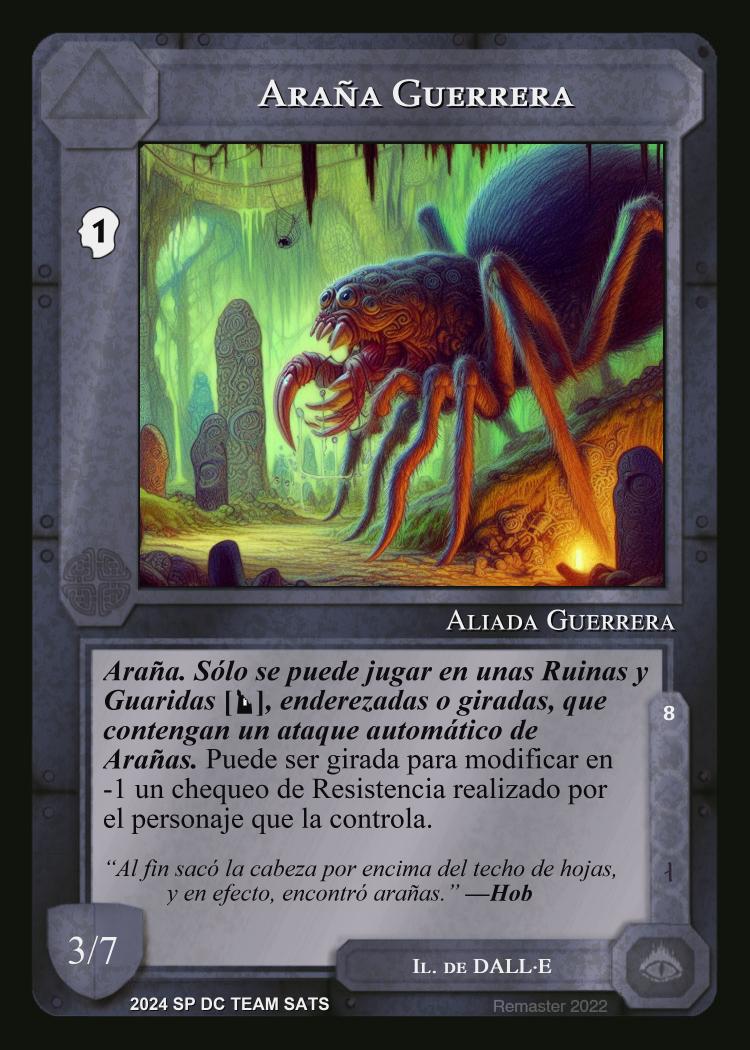 Araña Guerrera
1
Aliada Guerrera
Araña. Sólo se puede jugar en unas Ruinas y
Guaridas [ ], enderezadas o giradas, que
contengan un ataque automático de
Arañas. Puede ser girada para modificar en
-1 un chequeo de Resistencia realizado por
el personaje que la controla.
8
“Al fin sacó la cabeza por encima del techo de hojas,
y en efecto, encontró arañas.” —Hob
3/7
Il. de DALL·E
2024 SP DC TEAM SATS
Remaster 2022